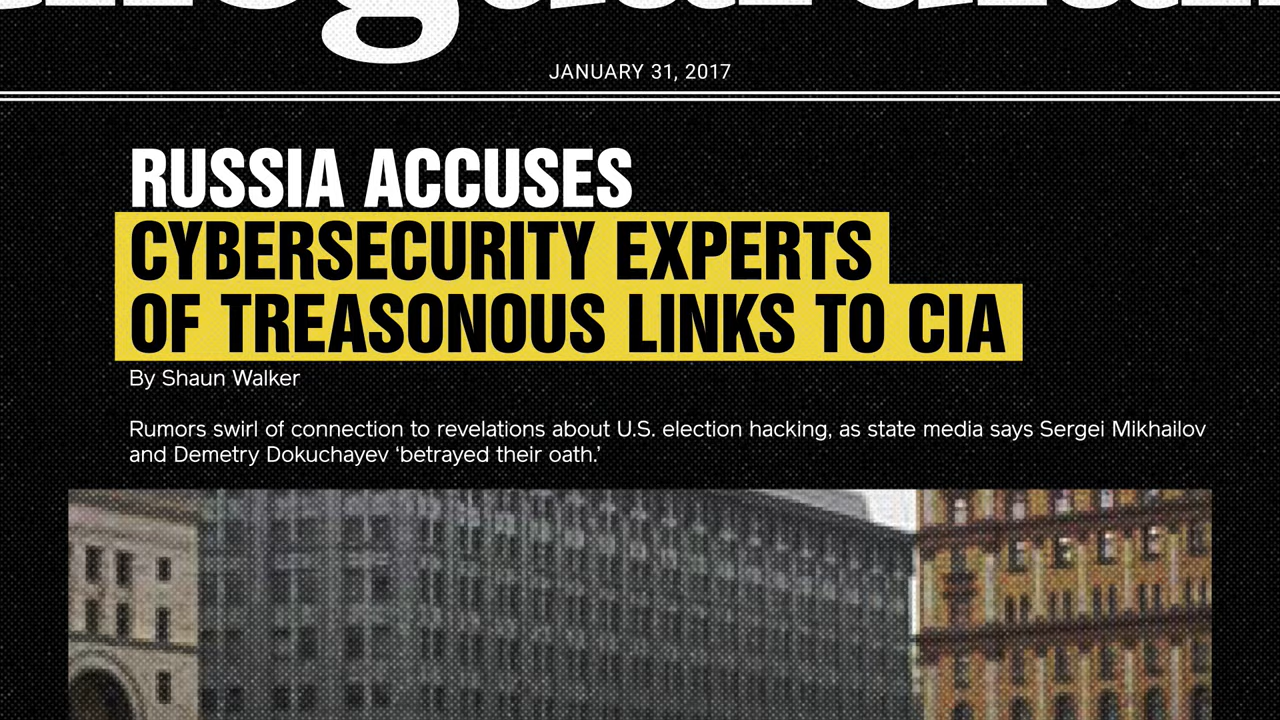 JANUARY 31, 2017
RUSSIA ACCUSES
CYBERSECURITY EXPERTS
OF TREASONOUS LINKS TO CIA
By Shaun Walker
Rumors swirl of connection to revelations about U.S. election hacking, as state media says Sergei Mikhailov
and Demetry Dokuchayev ‘betrayed their oath.’